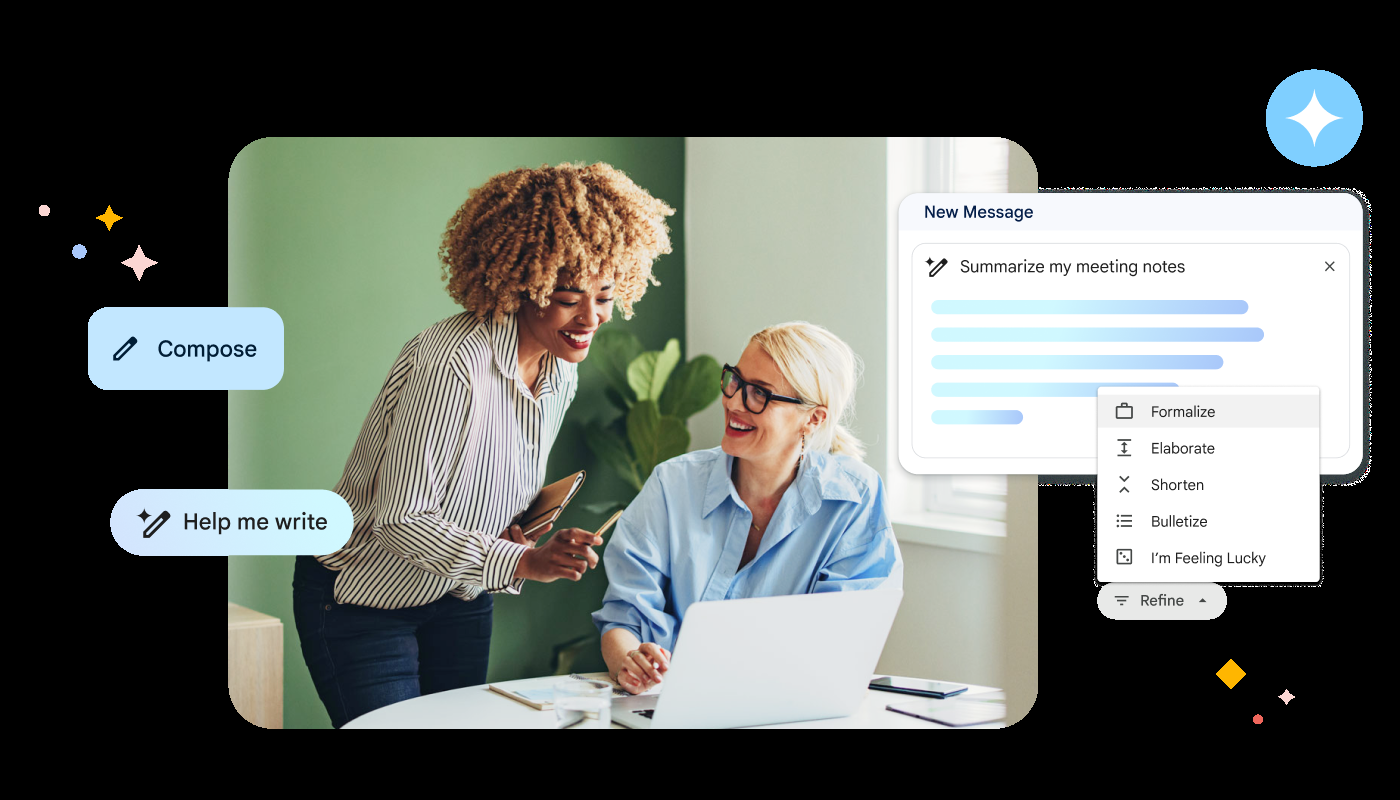 New Message
Summarize my meeting notes
Compose
Formalize
Elaborate
Shorten
Bulletize
I’m Feeling Lucky
Help me write
Refine